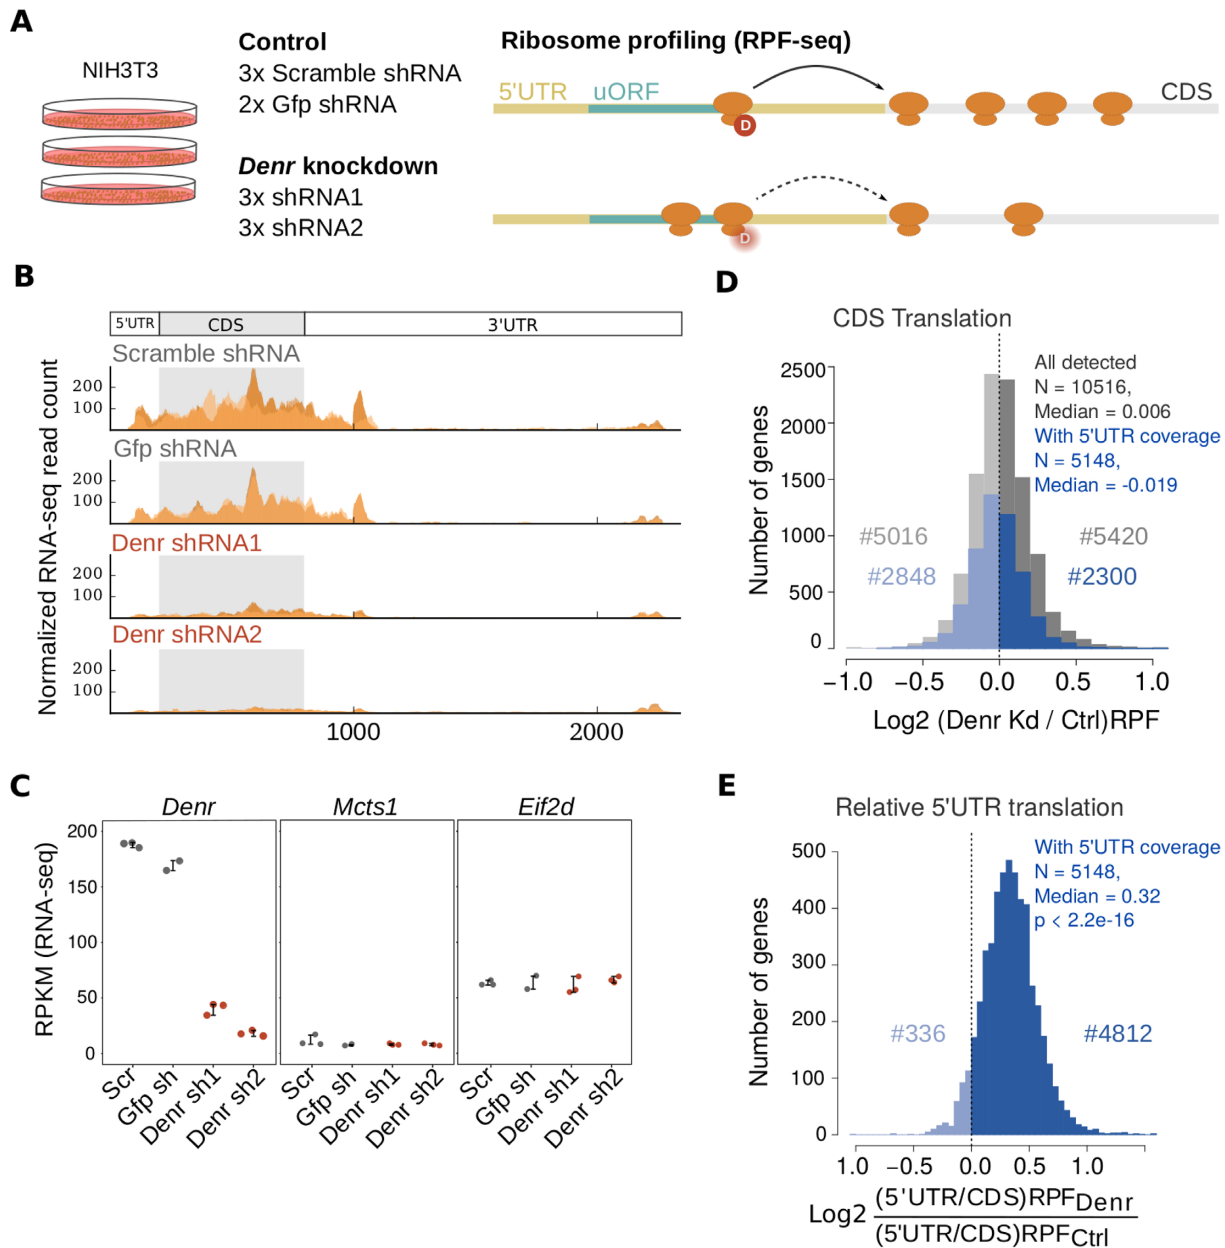 A
NIH3T3
Control
3x Scramble shRNA
2x Gfp shRNA
Denr knockdown
3x shRNA1
3x shRNA2
Ribosome profiling (RPF-seq)
5'UTR
uORF
CDS
D
D
B
5'UTR
CDS
3'UTR
Normalized RNA-seq read count
Scramble shRNA
200
100
Gfp shRNA
200
100
Denr shRNA1
200
100
Denr shRNA2
200
100
1000
2000
C
Denr
Mcts1
Eif2d
RPKM (RNA-seq)
200
150
100
50
0
Scr
Gfp sh
Denr sh1
Denr sh2
Scr
Gfp sh
Denr sh1
Denr sh2
Scr
Gfp sh
Denr sh1
Denr sh2
D
CDS Translation
Number of genes
2500
2000
1500
1000
500
0
All detected
N = 10516,
Median = 0.006
With 5'UTR coverage
N = 5148,
Median = -0.019
#5016
#5420
#2848
#2300
−1.0
−0.5
0.0
0.5
1.0
Log2 (Denr Kd / Ctrl)RPF
E
Relative 5'UTR translation
Number of genes
500
400
300
200
100
0
With 5'UTR coverage
N = 5148,
Median = 0.32
p < 2.2e-16
#336
#4812
1.0
−0.5
0.0
0.5
1.0
Log2
(5'UTR/CDS)RPFDenr
(5'UTR/CDS)RPFCtrl